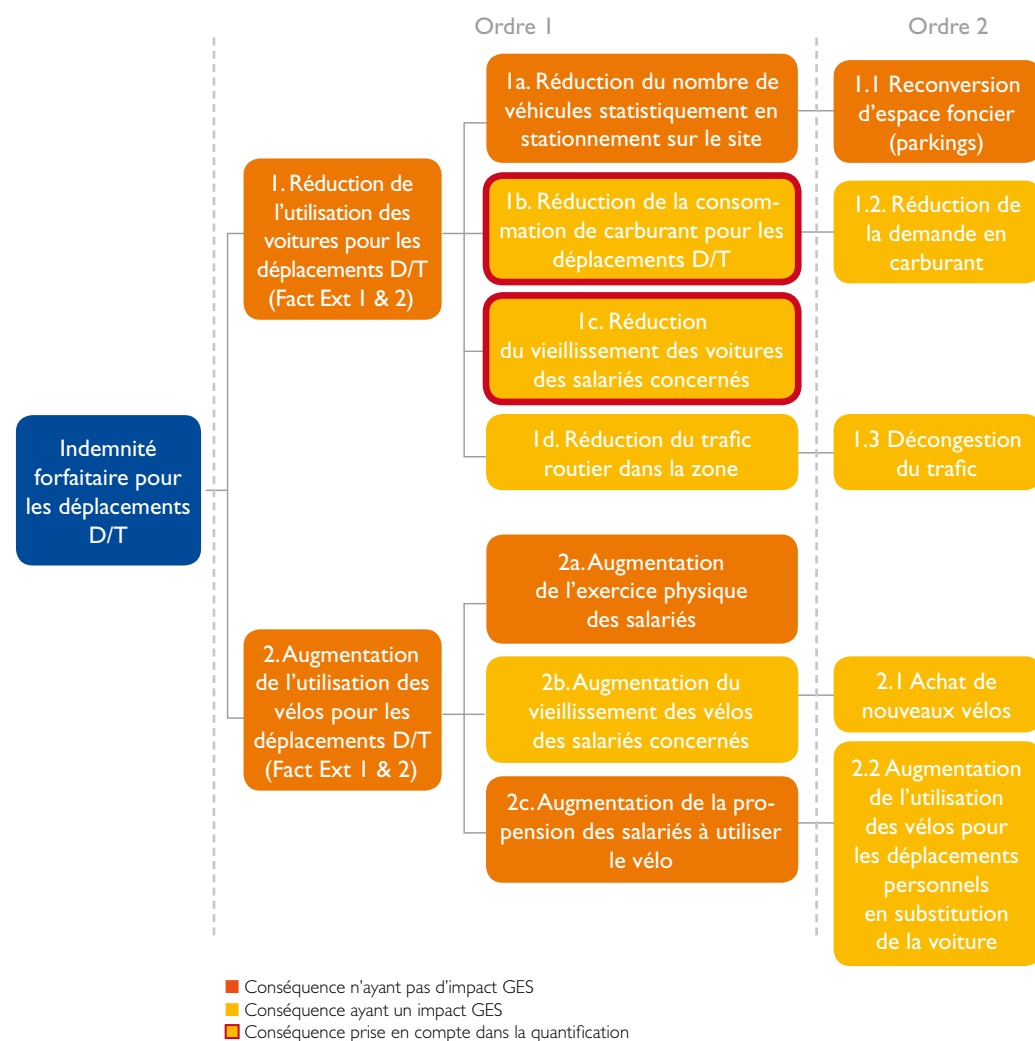 Ordre 1
Ordre 2
Indemnité
forfaitaire pour
les déplacements
D/T
1. Réduction de
l'utilisation des
voitures pour les
déplacements D/T
(Fact Ext 1 & 2)
1a. Réduction du nombre de
véhicules statistiquement en
stationnement sur le site
1.1 Reconversion
d'espace foncier
(parkings)
1b. Réduction de la consom-
mation de carburant pour les
déplacements D/T
1.2. Réduction de
la demande en
carburant
1c. Réduction
du vieillissement des voitures
des salariés concernés
1d. Réduction du trafic
routier dans la zone
1.3 Décongestion
du trafic
2. Augmentation
de l'utilisation des
vélos pour les
déplacements D/T
(Fact Ext 1 & 2)
2a. Augmentation
de l'exercice physique
des salariés
2b. Augmentation du
vieillissement des vélos
des salariés concernés
2.1 Achat de
nouveaux vélos
2c. Augmentation de la pro-
pension des salariés à utiliser
le vélo
2.2 Augmentation
de l'utilisation
des vélos pour
les déplacements
personnels
en substitution
de la voiture
Conséquence n'ayant pas d'impact GES
Conséquence ayant un impact GES
Conséquence prise en compte dans la quantification